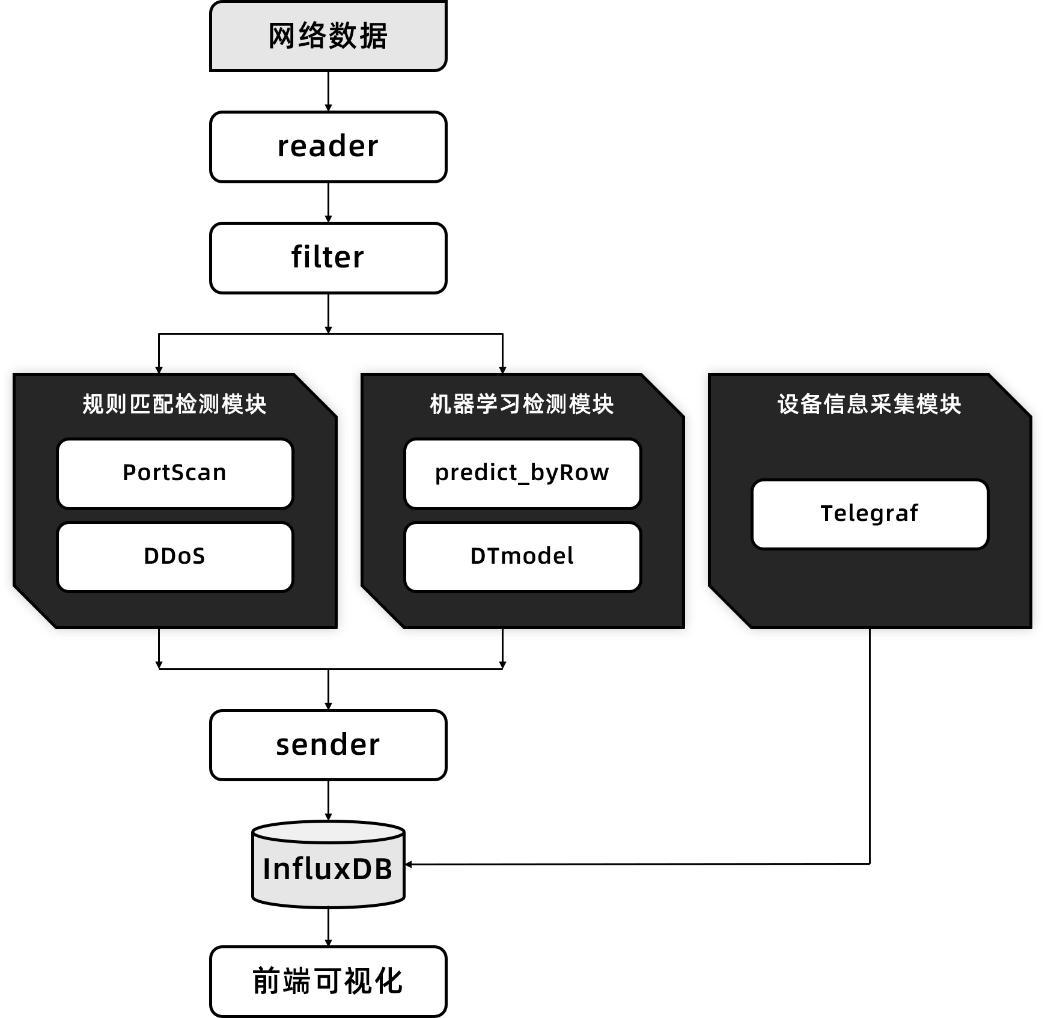 网络数据
reader
filter
规则匹配检测模块
PortScan
DDoS
机器学习检测模块
predict_byRow
DTmodel
设备信息采集模块
Telegraf
sender
InfluxDB
前端可视化